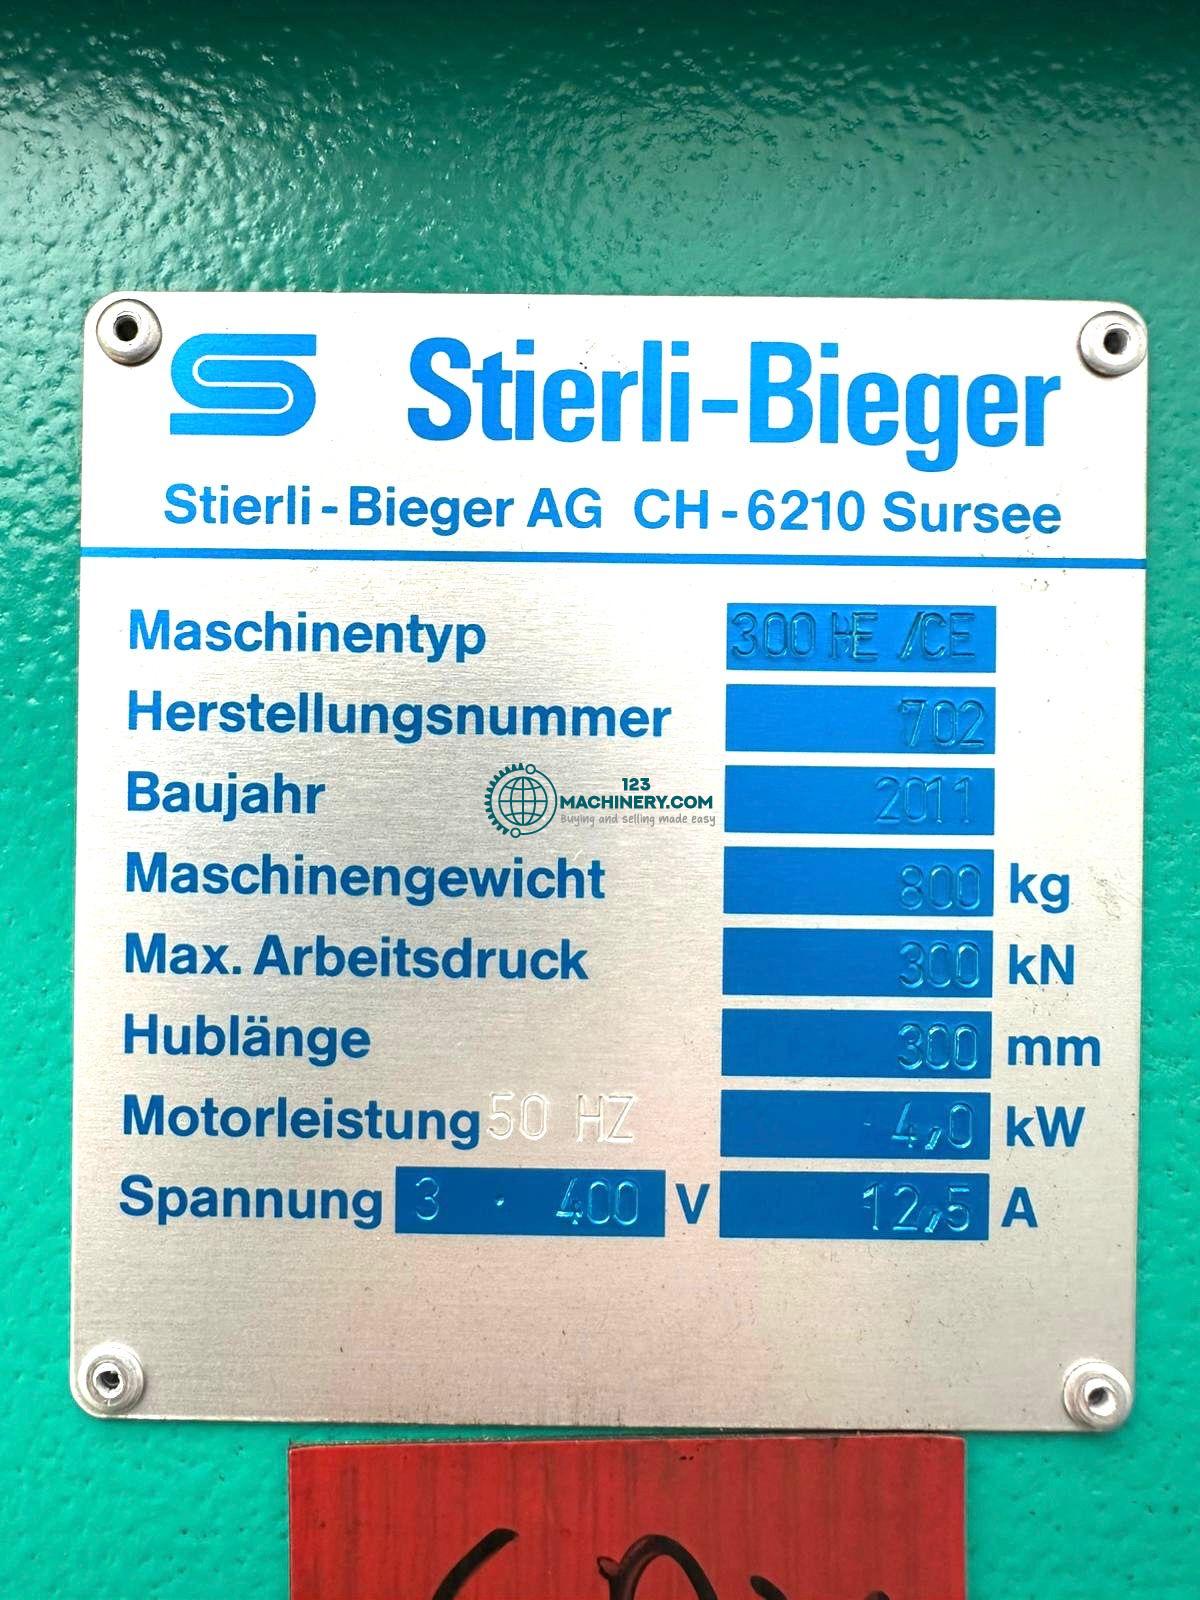 Stierli-Bieger
Stierli-Bieger AG CH-6210 Sursee
Maschinentyp 300 HE /CE
Herstellungsnummer 702
Baujahr 2011
123
MACHINERY.COM
Buying and selling made easy
Maschinengewicht 800 kg
Max. Arbeitsdruck 300 kN
Hublänge 300 mm
Motorleistung 50 HZ 4,0 kW
Spannung 3 · 400 V 12,5 A